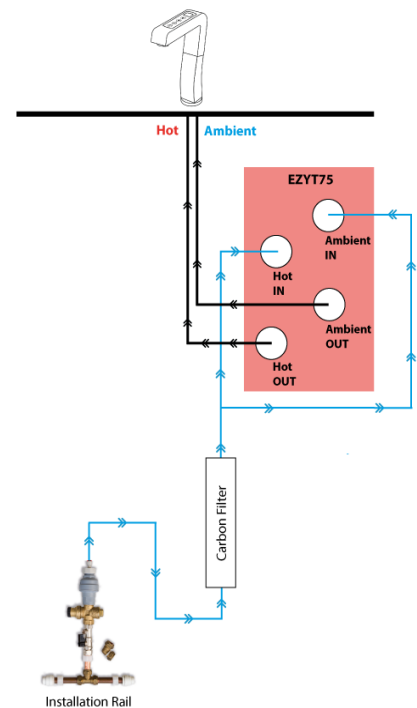 Hot Ambient
EZYT75
Ambient
IN
Hot
IN
Ambient
OUT
Hot
OUT
Carbon Filter
Installation Rail